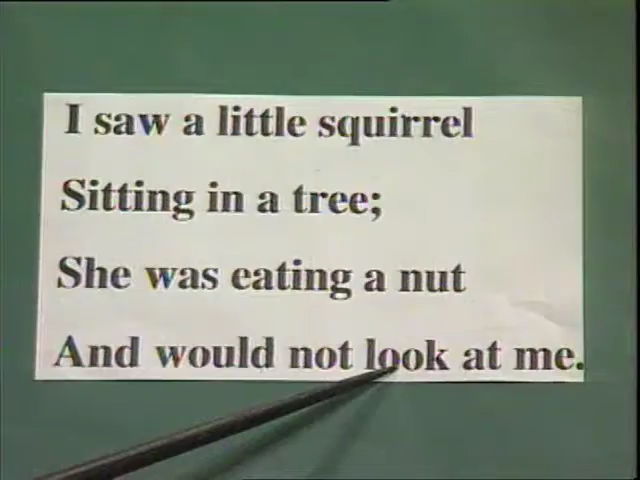 I saw a little squirrel
Sitting in a tree;
She was eating a nut
And would not look at me.